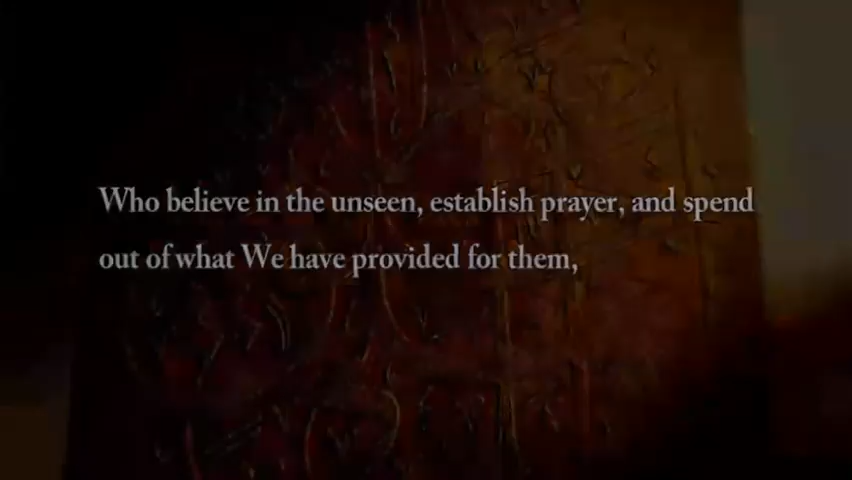 Who believe in the unseen, establish prayer, and spend
out of what We have provided for them,